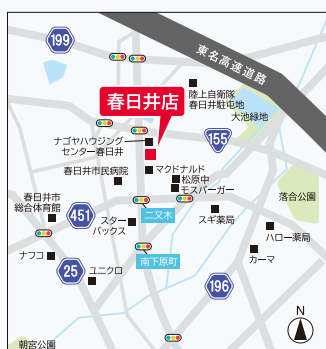 199
東名高速道路
陸上自衛隊
春日井駐屯地
大池緑地
春日井店
155
ナゴヤハウジング
センター春日井
マクドナルド
春日井市民病院
松原中
モスバーガー
落合公園
春日井市
総合体育館
451
二又木
スター
バックス
スギ薬局
ハロー薬局
ナフコ
南下原町
カーマ
25
ユニクロ
196
N
朝宮公園